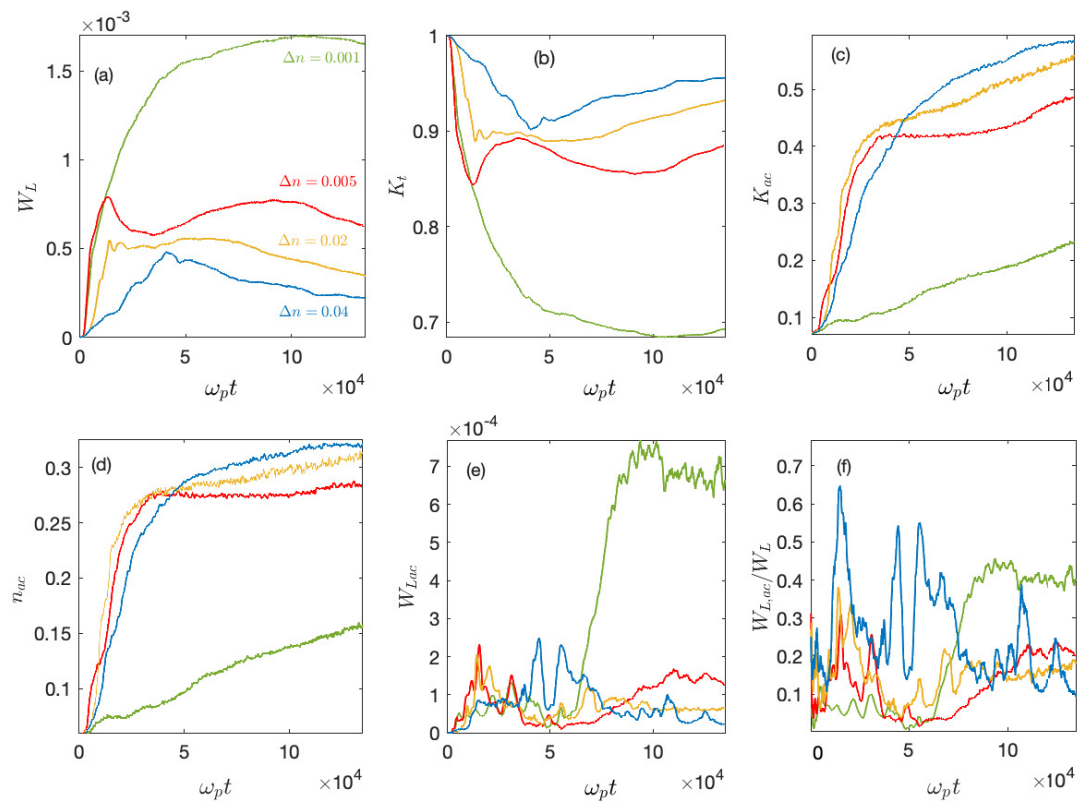 ×10⁻³
(a)
Δn = 0.001
Δn = 0.005
Δn = 0.02
Δn = 0.04
1.5
1
0.5
0
W_L
0 5 10
ω_p t ×10⁴
(b)
1
0.9
0.8
0.7
K_t
0 5 10
ω_p t ×10⁴
(c)
0.5
0.4
0.3
0.2
0.1
K_ac
0 5 10
ω_p t ×10⁴
(d)
0.3
0.25
0.2
0.15
0.1
n_ac
0 5 10
ω_p t ×10⁴
×10⁻⁴
(e)
6
4
2
0
W_Lac
0 5 10
ω_p t ×10⁴
(f)
0.7
0.6
0.5
0.4
0.3
0.2
0.1
W_L,ac/W_L
0 5 10
ω_p t ×10⁴